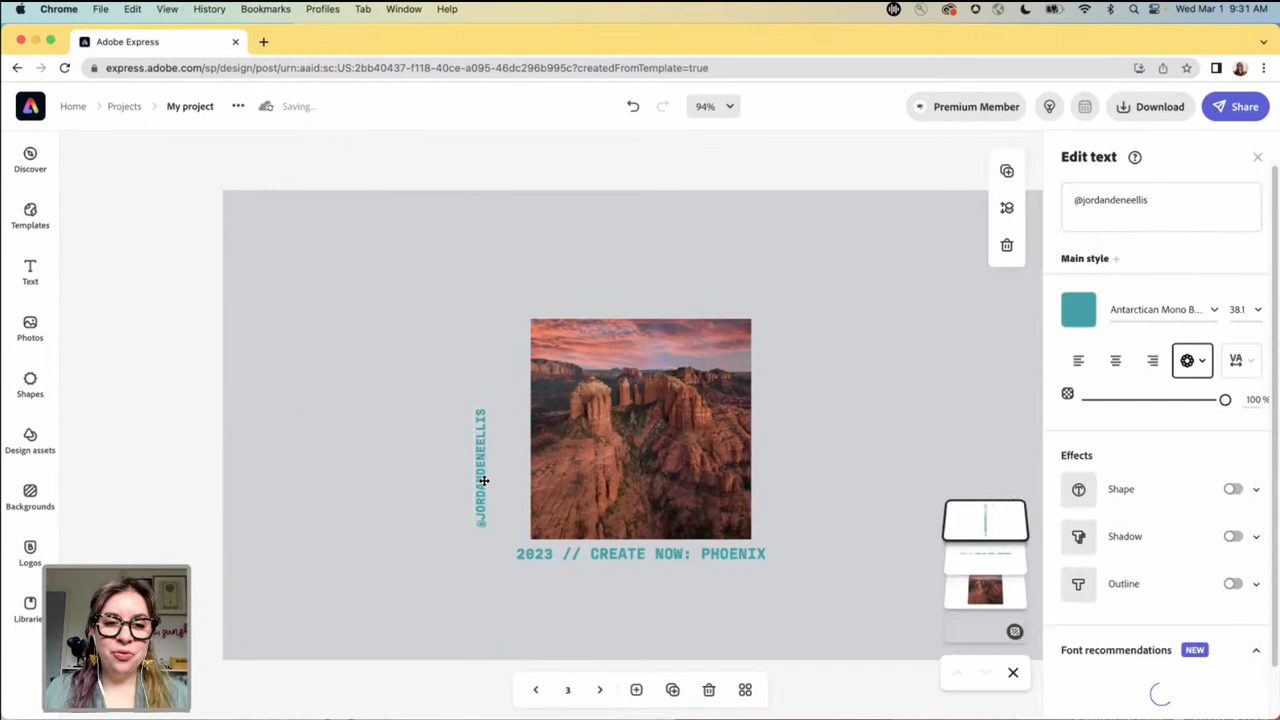 Chrome File Edit View History Bookmarks Profiles Tab Window Help Wed Mar 1 9:31 AM
Adobe Express
express.adobe.com/sp/design/post/urn:aaid:sc:US:2bb40437-f118-40ce-a095-46dc296b995c?createdFromTemplate=true
Home > Projects > My project ••• Saving... 94% Premium Member Download Share
Discover
Templates
Text
Photos
Shapes
Design assets
Backgrounds
Logos
Librarie
@JORDANDENEELLIS
2023 // CREATE NOW: PHOENIX
3
Edit text
@jordandeneellis
Main style +
Antarctican Mono B... 38.1
VA
100 %
Effects
Shape
Shadow
Outline
Font recommendations NEW